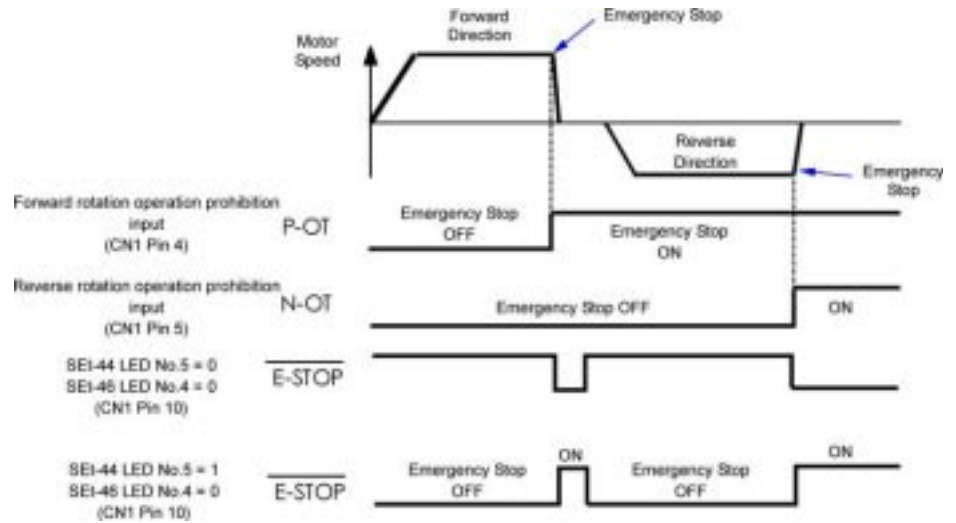 Forward
Direction
Emergency Stop
Motor
Speed
Reverse
Direction
Emergency
Stop
Forward rotation operation prohibition
input
(CN1 Pin 4)
P-OT
Emergency Stop
OFF
Emergency Stop
ON
Reverse rotation operation prohibition
input
(CN1 Pin 5)
N-OT
Emergency Stop OFF
ON
SEt-44 LED No.5 = 0
SEt-46 LED No.4 = 0
(CN1 Pin 10)
E-STOP
SEt-44 LED No.5 = 1
SEt-46 LED No.4 = 0
(CN1 Pin 10)
E-STOP
Emergency Stop
OFF
ON
Emergency Stop
OFF
ON